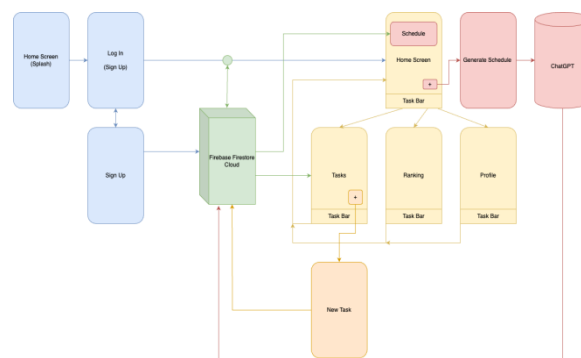 Home Screen
(Splash)
Log In
(Sign Up)
Schedule
Home Screen
+
Task Bar
Generate Schedule
ChatGPT
Sign Up
Firebase Firestore
Cloud
Tasks
+
Task Bar
Ranking
Task Bar
Profile
Task Bar
New Task